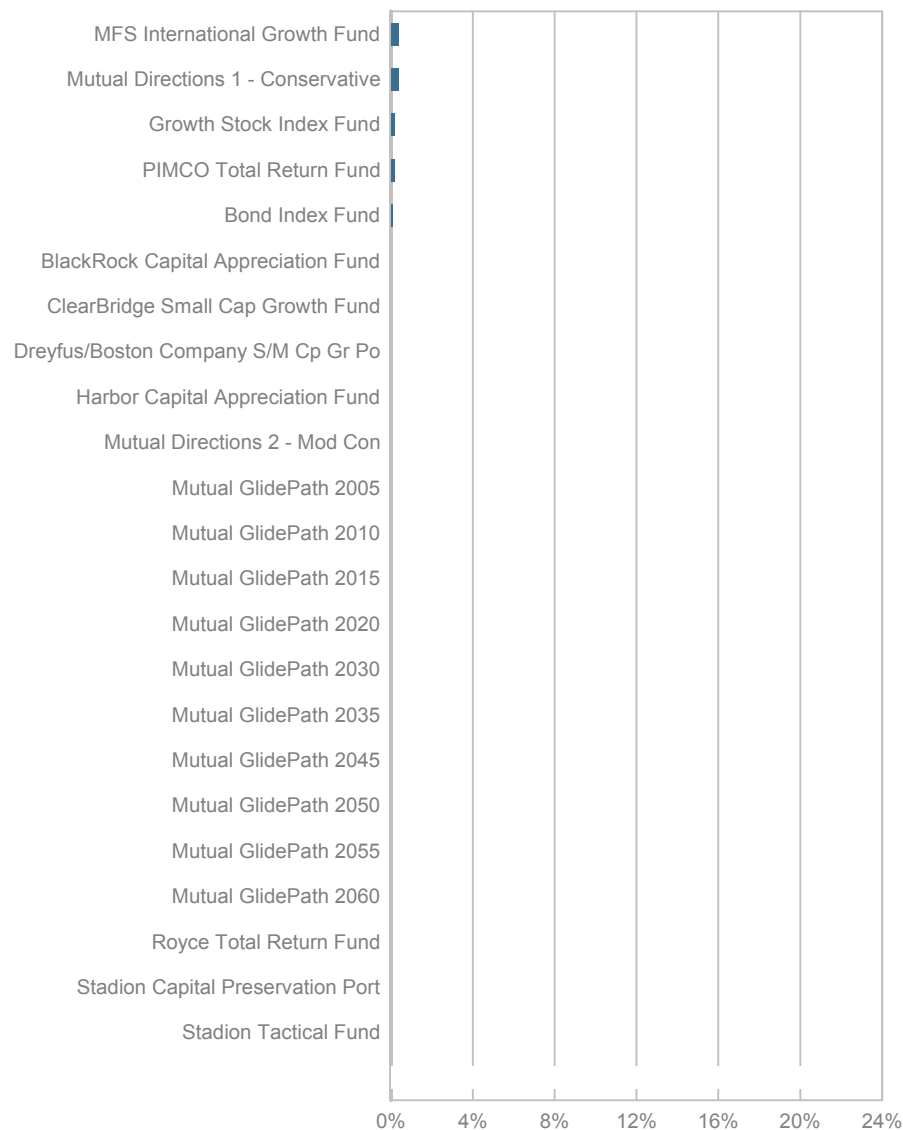 MFS International Growth Fund
Mutual Directions 1 - Conservative
Growth Stock Index Fund
PIMCO Total Return Fund
Bond Index Fund
BlackRock Capital Appreciation Fund
ClearBridge Small Cap Growth Fund
Dreyfus/Boston Company S/M Cp Gr Po
Harbor Capital Appreciation Fund
Mutual Directions 2 - Mod Con
Mutual GlidePath 2005
Mutual GlidePath 2010
Mutual GlidePath 2015
Mutual GlidePath 2020
Mutual GlidePath 2030
Mutual GlidePath 2035
Mutual GlidePath 2045
Mutual GlidePath 2050
Mutual GlidePath 2055
Mutual GlidePath 2060
Royce Total Return Fund
Stadion Capital Preservation Port
Stadion Tactical Fund
0% 4% 8% 12% 16% 20% 24%